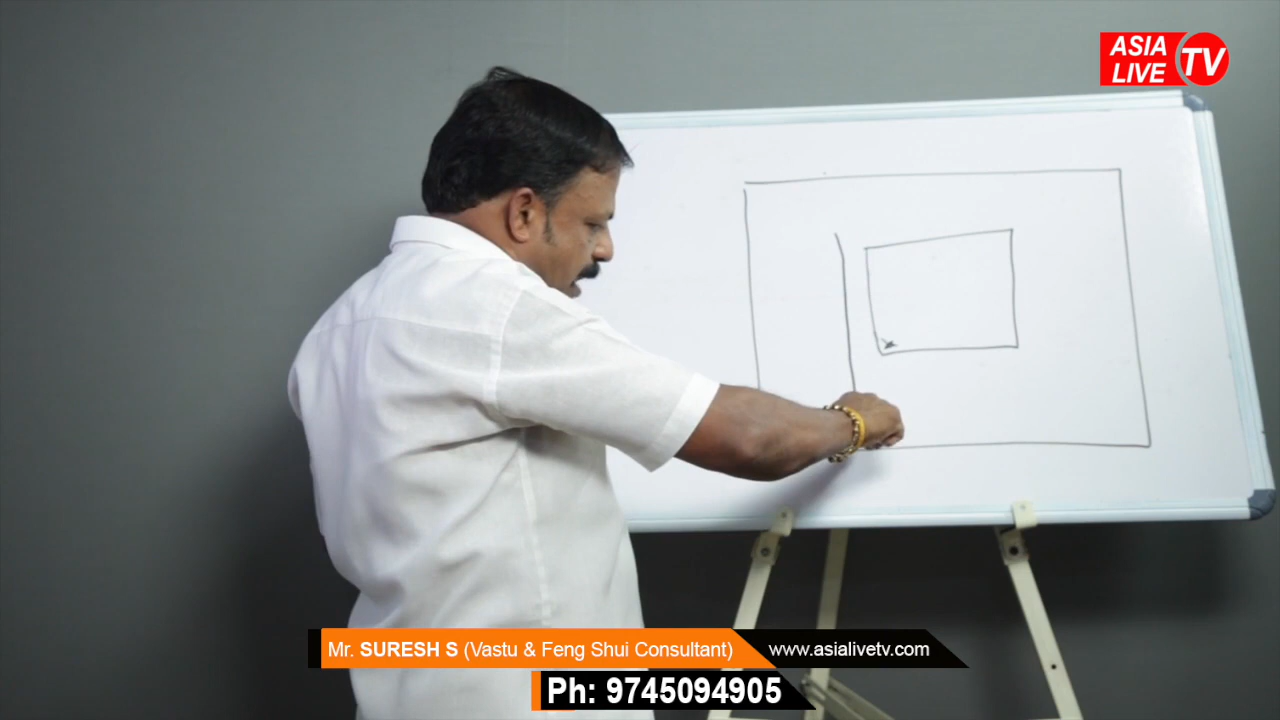 ASIA
LIVE TV
Mr. SURESH S (Vastu & Feng Shui Consultant) www.asialivetv.com
Ph: 9745094905